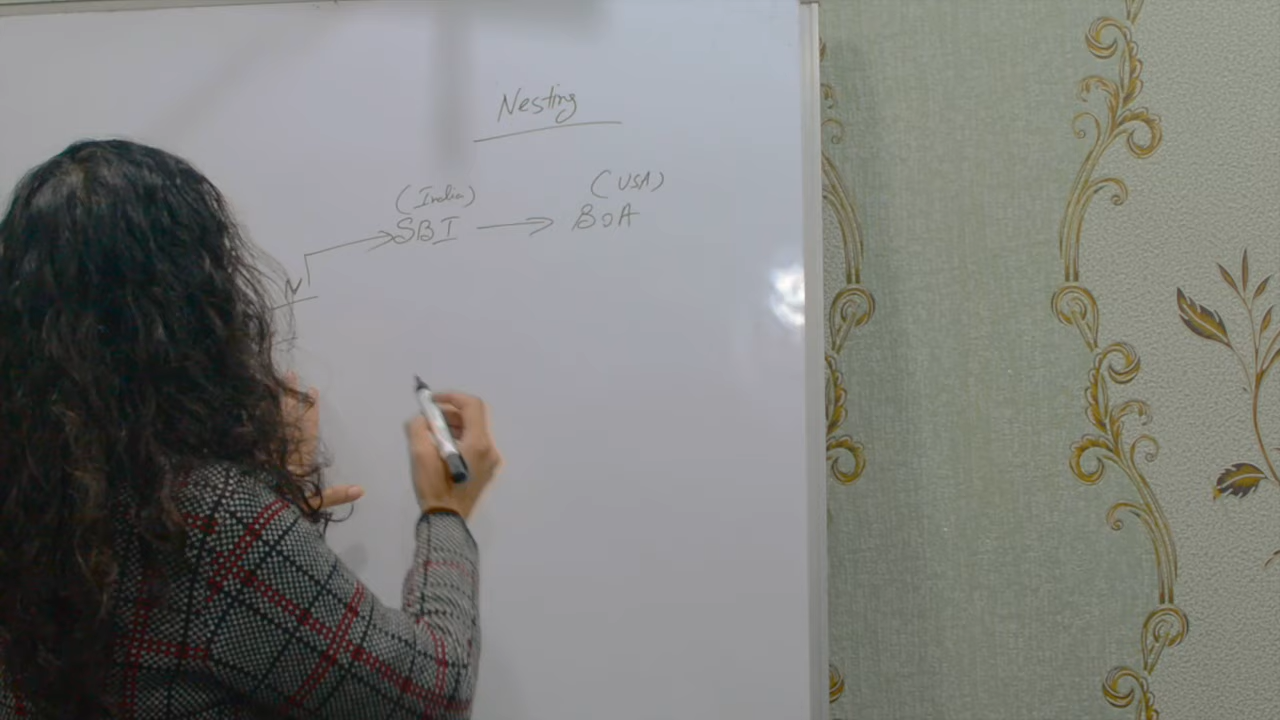 Nesting
(India) (USA)
SBI → BOA
N